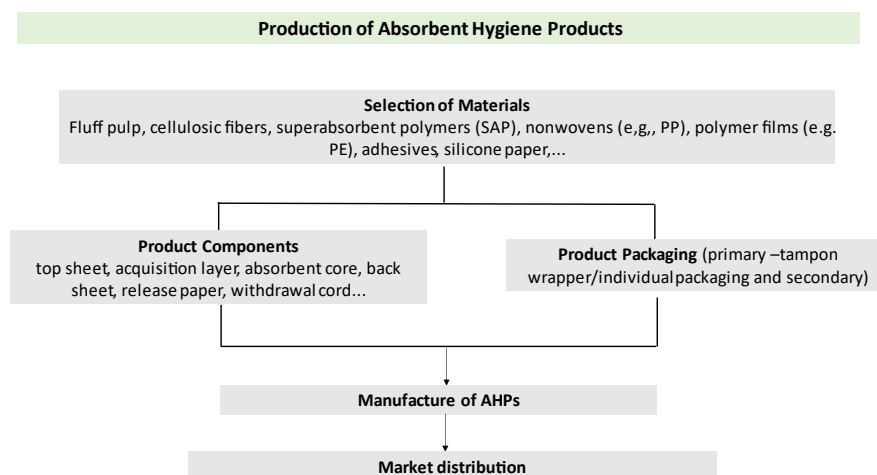 Production of Absorbent Hygiene Products
Selection of Materials
Fluff pulp, cellulosic fibers, superabsorbent polymers (SAP), nonwovens (e,g,, PP), polymer films (e.g.
PE), adhesives, silicone paper,...
Product Components
top sheet, acquisition layer, absorbent core, back
sheet, release paper, withdrawal cord...
Product Packaging (primary –tampon
wrapper/individual packaging and secondary)
Manufacture of AHPs
Market distribution